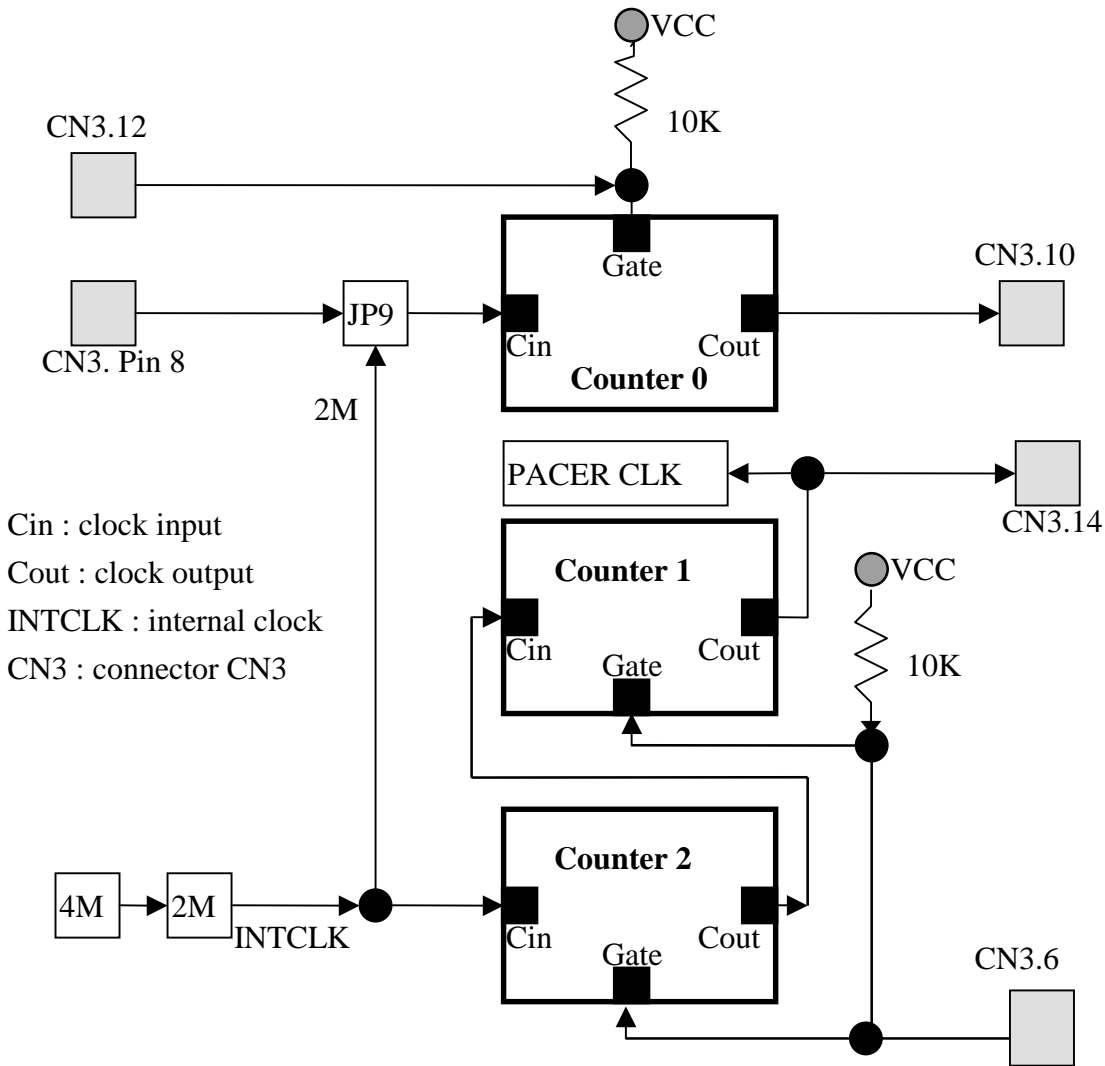 VCC
10K
CN3.12
Gate
CN3.10
JP9
Cin
Cout
CN3. Pin 8
Counter 0
2M
PACER CLK
CN3.14
Cin : clock input
Cout : clock output
INTCLK : internal clock
CN3 : connector CN3
Counter 1
VCC
Cin
Cout
Gate
10K
Counter 2
4M
2M
INTCLK
Cin
Cout
Gate
CN3.6